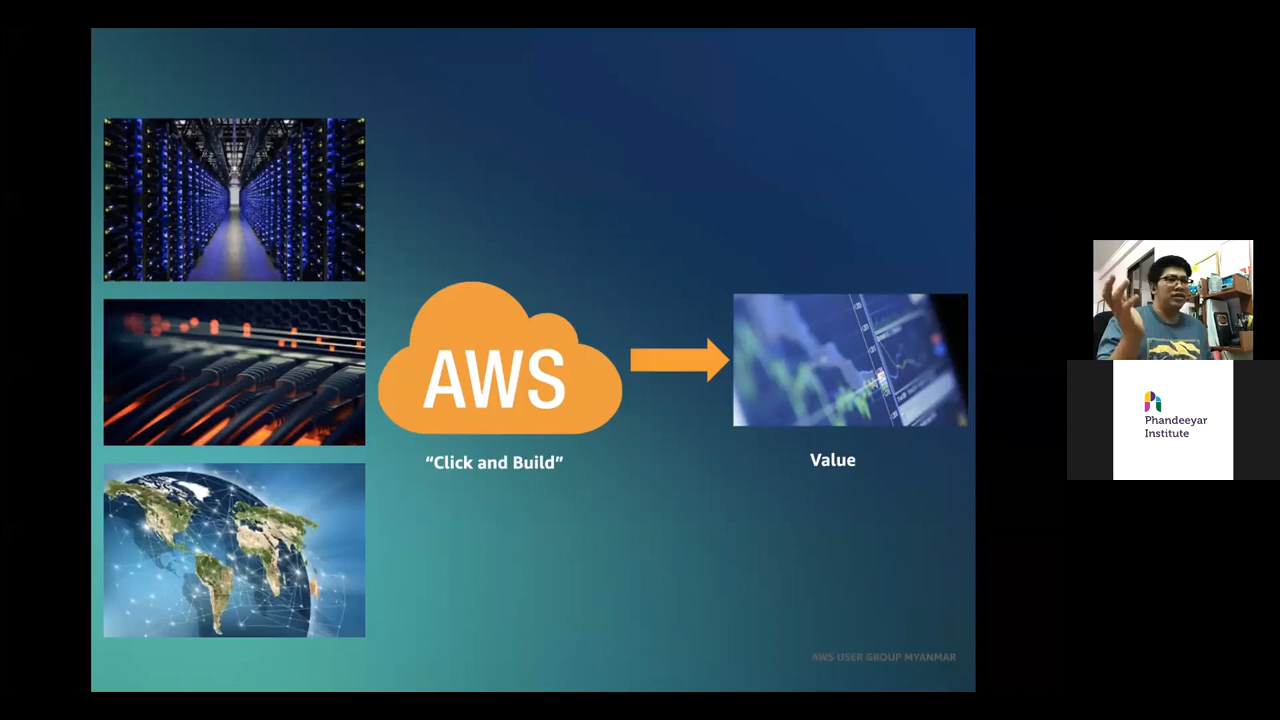 AWS
“Click and Build”
Value
AWS USER GROUP MYANMAR
Phandeeyar
Institute